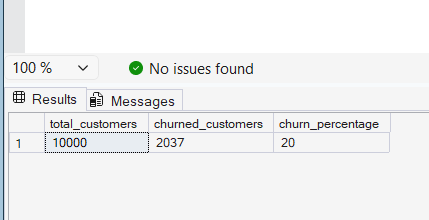 100 %
No issues found
Results Messages
total_customers churned_customers churn_percentage
1 10000 2037 20